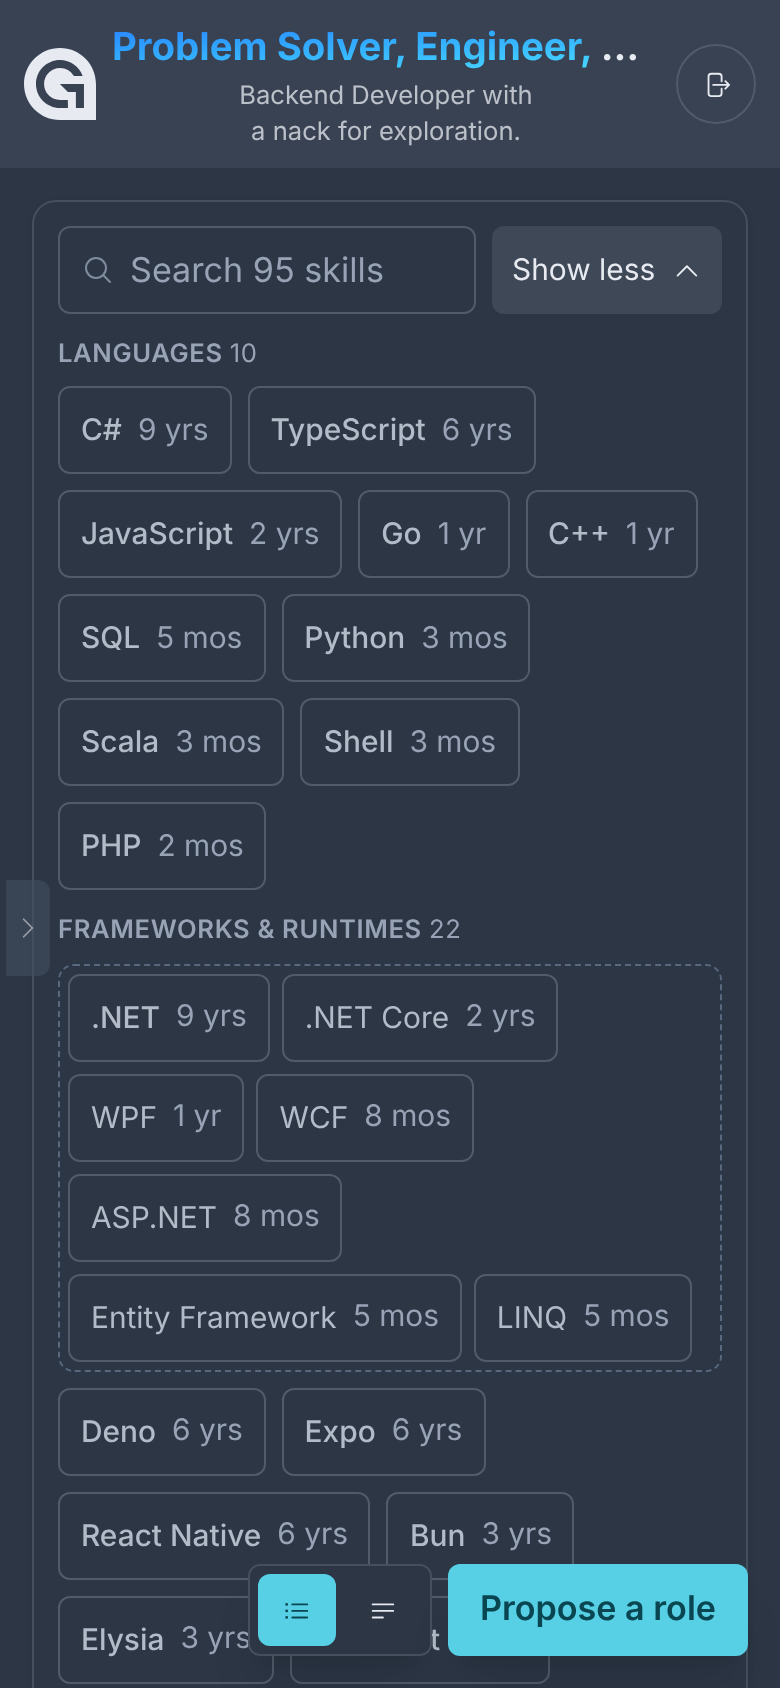 Problem Solver, Engineer, ...
Backend Developer with
a nack for exploration.
Search 95 skills
Show less
LANGUAGES 10
C# 9 yrs
TypeScript 6 yrs
JavaScript 2 yrs
Go 1 yr
C++ 1 yr
SQL 5 mos
Python 3 mos
Scala 3 mos
Shell 3 mos
PHP 2 mos
FRAMEWORKS & RUNTIMES 22
.NET 9 yrs
.NET Core 2 yrs
WPF 1 yr
WCF 8 mos
ASP.NET 8 mos
Entity Framework 5 mos
LINQ 5 mos
Deno 6 yrs
Expo 6 yrs
React Native 6 yrs
Bun 3 yrs
Propose a role
Elysia 3 yrs